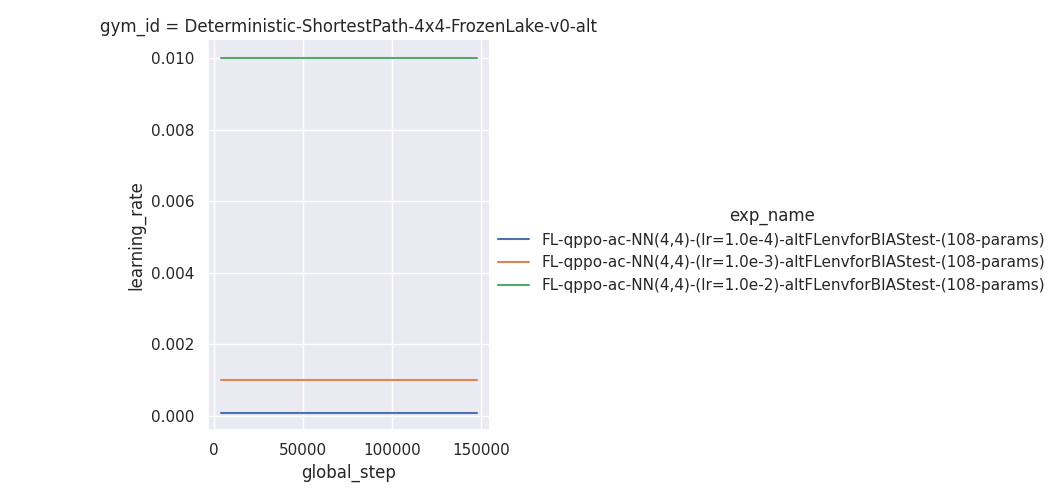 gym_id = Deterministic-ShortestPath-4x4-FrozenLake-v0-alt
0.010
0.008
0.006
0.004
0.002
0.000
learning_rate
0
50000
100000
150000
global_step
exp_name
FL-qppo-ac-NN(4,4)-(lr=1.0e-4)-altFLenvforBIAStest-(108-params)
FL-qppo-ac-NN(4,4)-(lr=1.0e-3)-altFLenvforBIAStest-(108-params)
FL-qppo-ac-NN(4,4)-(lr=1.0e-2)-altFLenvforBIAStest-(108-params)